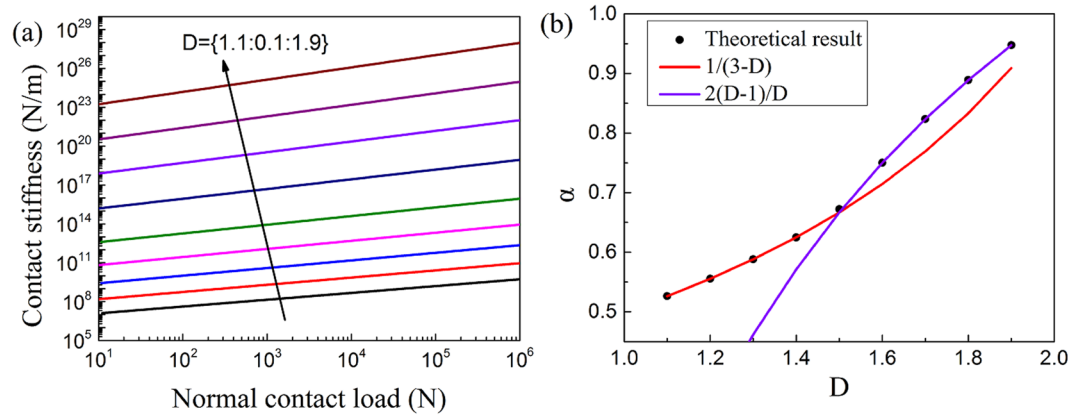 (a)
Contact stiffness (N/m)
10^29
10^26
10^23
10^20
10^17
10^14
10^11
10^8
10^5
D={1.1:0.1:1.9}
10^1 10^2 10^3 10^4 10^5 10^6
Normal contact load (N)
(b)
α
1.0
0.9
0.8
0.7
0.6
0.5
Theoretical result
1/(3-D)
2(D-1)/D
1.0 1.2 1.4 1.6 1.8 2.0
D